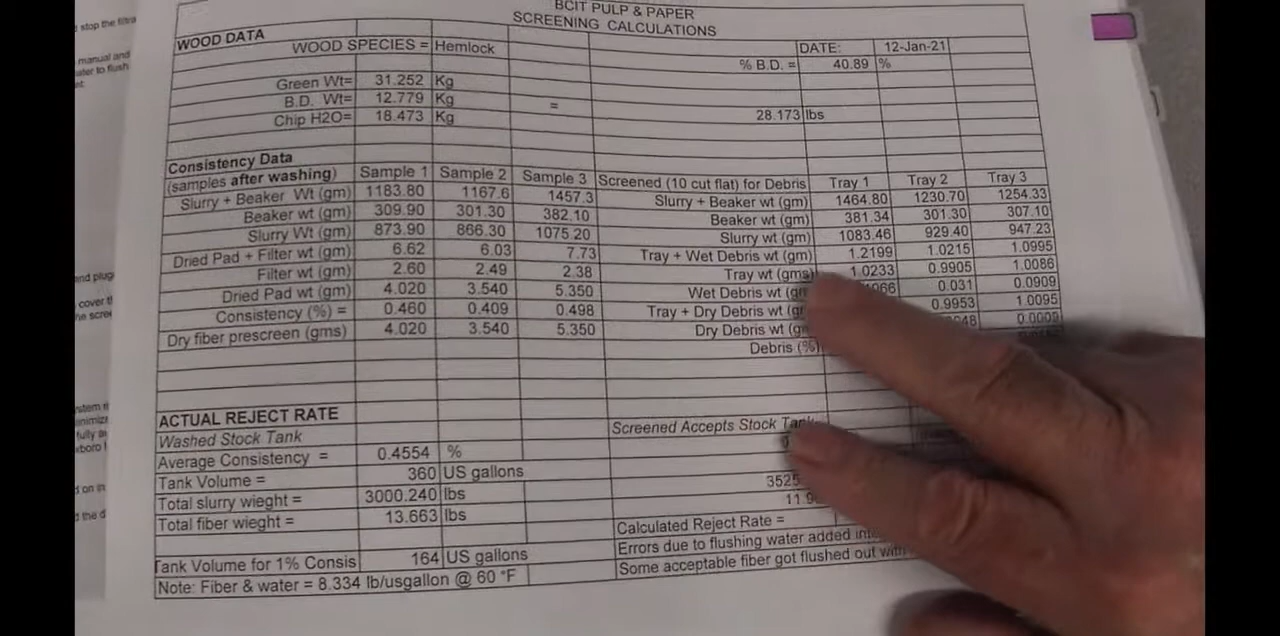 BCIT PULP & PAPER
SCREENING CALCULATIONS
WOOD DATA
WOOD SPECIES = Hemlock DATE: 12-Jan-21
% B.D. = 40.89 %
Green Wt= 31.252 Kg
B.D. Wt= 12.779 Kg
Chip H2O= 18.473 Kg = 28.173 lbs
Consistency Data
(samples after washing) Sample 1 Sample 2 Sample 3 Screened (10 cut flat) for Debris Tray 1 Tray 2 Tray 3
Slurry + Beaker Wt (gm) 1183.80 1167.6 1457.3 Slurry + Beaker wt (gm) 1464.80 1230.70 1254.33
Beaker wt (gm) 309.90 301.30 382.10 Beaker wt (gm) 381.34 301.30 307.10
Slurry Wt (gm) 873.90 866.30 1075.20 Slurry wt (gm) 1083.46 929.40 947.23
Dried Pad + Filter wt (gm) 6.62 6.03 7.73 Tray + Wet Debris wt (gm) 1.2199 1.0215 1.0995
Filter wt (gm) 2.60 2.49 2.38 Tray wt (gms) 1.0233 0.9905 1.0086
Dried Pad wt (gm) 4.020 3.540 5.350 Wet Debris wt 0.031 0.0909
Consistency (%) = 0.460 0.409 0.498 Tray + Dry Debris wt 0.9953 1.0095
Dry fiber prescreen (gms) 4.020 3.540 5.350 Dry Debris wt 0.0009
Debris (%)
ACTUAL REJECT RATE
Washed Stock Tank Screened Accepts Stock Tank
Average Consistency = 0.4554 %
Tank Volume = 360 US gallons
Total slurry wieght = 3000.240 lbs
Total fiber wieght = 13.663 lbs
Calculated Reject Rate =
Tank Volume for 1% Consis 164 US gallons Errors due to flushing water added
Note: Fiber & water = 8.334 lb/usgallon @ 60 °F Some acceptable fiber got flushed out with